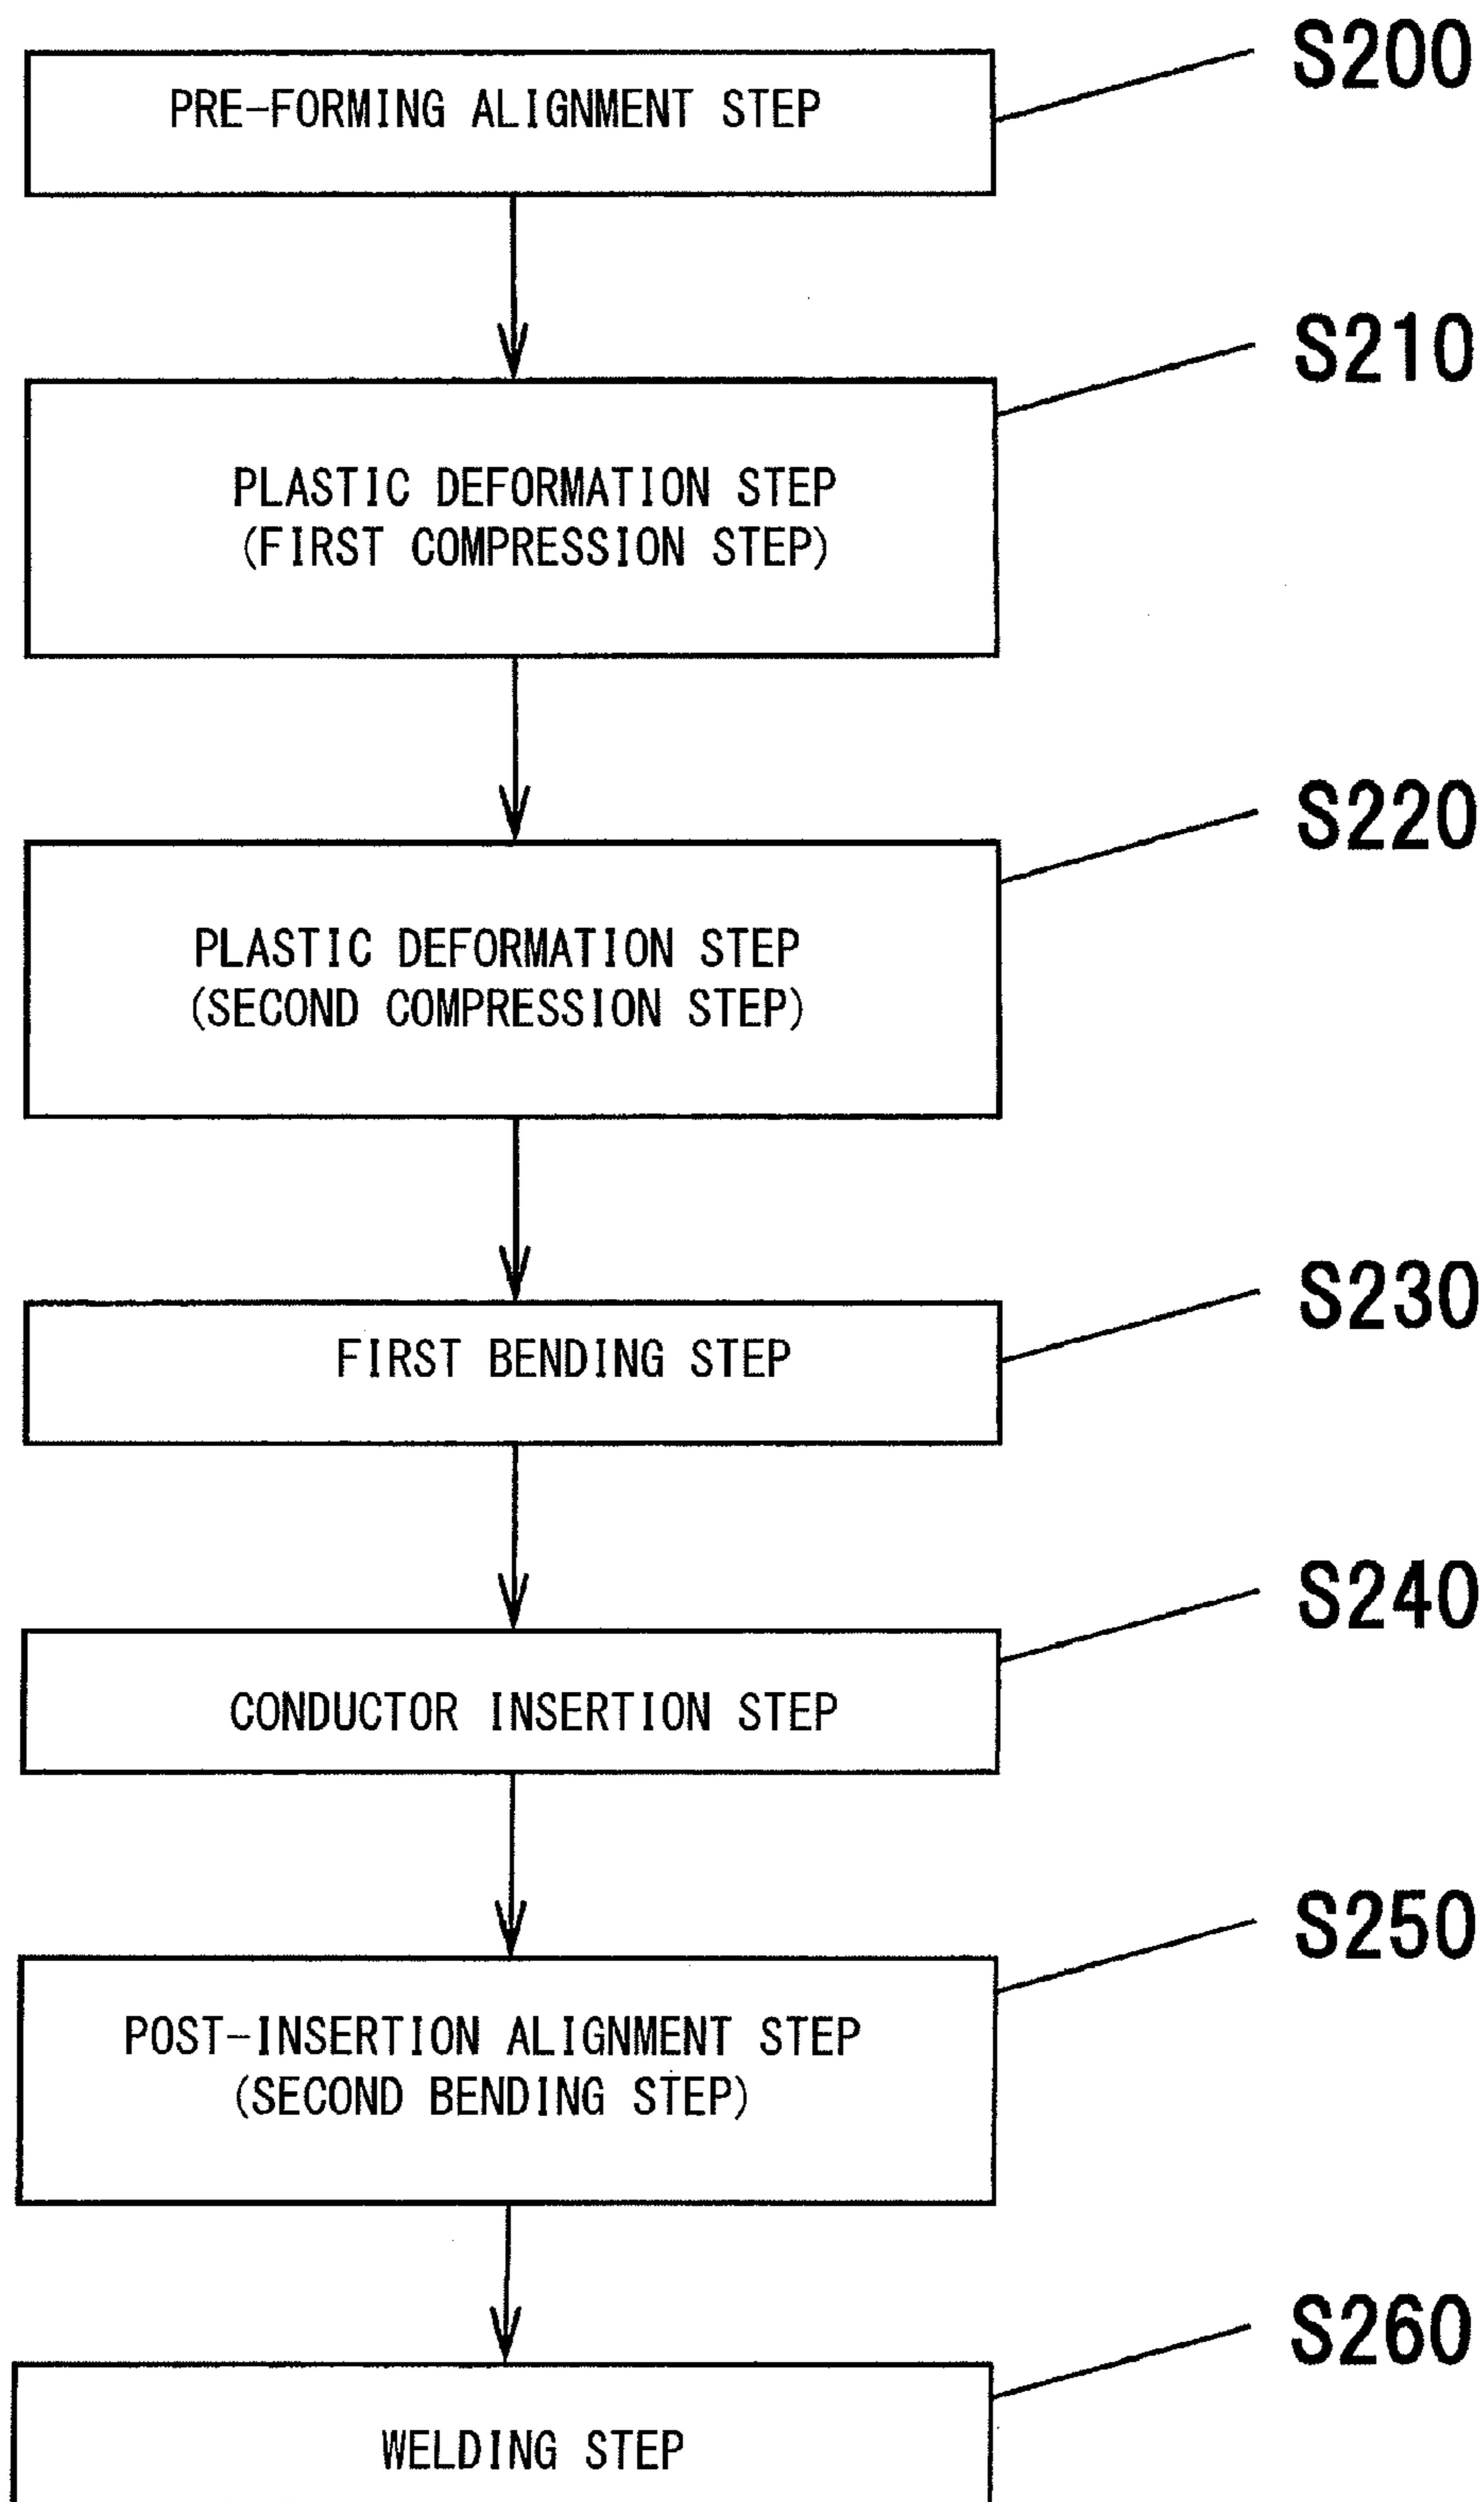 S200
PRE-FORMING ALIGNMENT STEP
S210
PLASTIC DEFORMATION STEP
(FIRST COMPRESSION STEP)
S220
PLASTIC DEFORMATION STEP
(SECOND COMPRESSION STEP)
S230
FIRST BENDING STEP
S240
CONDUCTOR INSERTION STEP
S250
POST-INSERTION ALIGNMENT STEP
(SECOND BENDING STEP)
S260
WELDING STEP